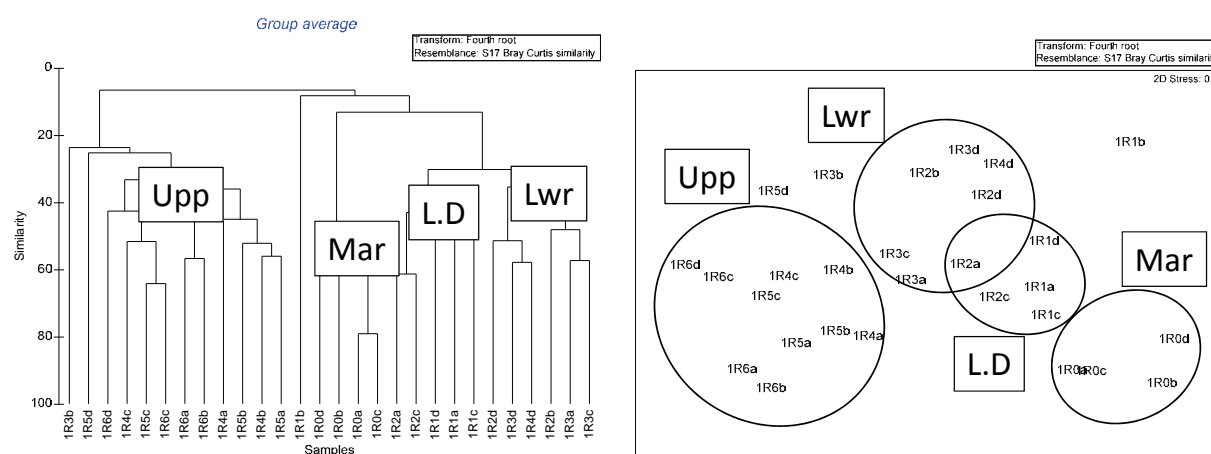 Group average
Transform: Fourth root
Resemblance: S17 Bray Curtis similarity
0
20
40
60
80
100
Similarity
Upp
Mar
L.D
Lwr
1R3b
1R5d
1R6d
1R4c
1R5c
1R6c
1R6a
1R6b
1R4a
1R5b
1R4b
1R5a
1R1b
1R0d
1R0b
1R0a
1R0c
1R2a
1R2c
1R1d
1R1a
1R1c
1R2d
1R3d
1R4d
1R2b
1R3a
1R3c
Samples
Transform: Fourth root
Resemblance: S17 Bray Curtis similarit
2D Stress: 0.
Lwr
1R1b
1R3d
1R4d
1R2b
Upp
1R3b
1R5d
1R2d
1R1d
1R3c
1R2a
Mar
1R6d
1R6c
1R4c
1R4b
1R3a
1R5c
1R2c
1R1a
1R1c
1R5b
1R4a
1R5a
L.D
1R0d
1R6a
1R6b
1R0a
1R0c
1R0b